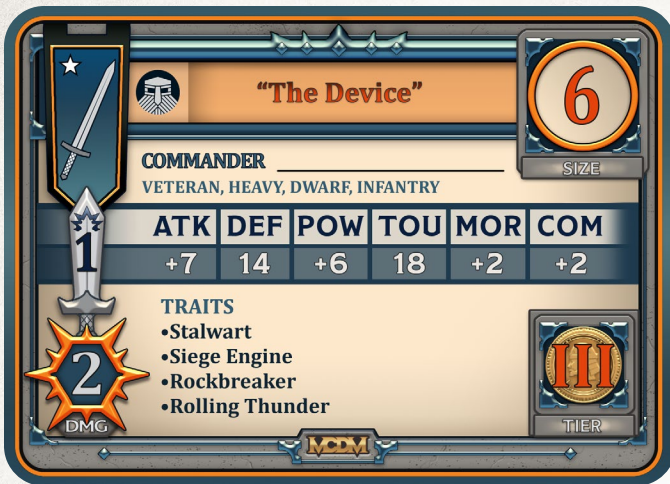 “The Device”
6
SIZE
COMMANDER
VETERAN, HEAVY, DWARF, INFANTRY
ATK DEF POW TOU MOR COM
1
+7 14 +6 18 +2 +2
TRAITS
•Stalwart
•Siege Engine
•Rockbreaker
•Rolling Thunder
2
DMG
III
TIER
MCDM